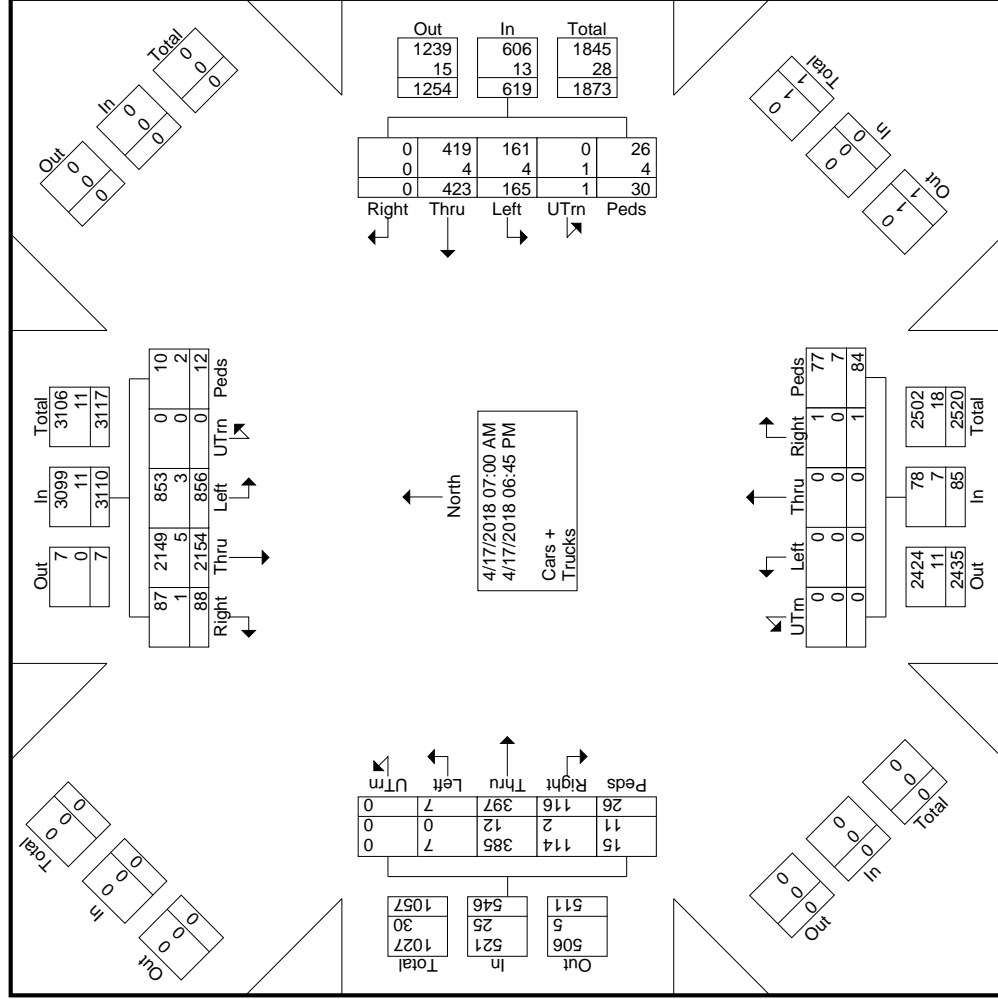 Out In Total
1239 606 1845
15 13 28
1254 619 1873
0 419 161 0 26
0 4 4 1 4
0 423 165 1 30
Right Thru Left UTrn Peds
Out In Total
0 0 0
0 0 0
0 0 0
Total
1
1
0
In
0
0
0
Out
1
1
0
Total
3106
11
3117
In
3099
11
3110
Out
7
0
7
10 2 12 Peds
0 0 0 UTrn
853 3 856 Left
2149 5 2154 Thru
87 1 88 Right
North
4/17/2018 07:00 AM
4/17/2018 06:45 PM
Cars +
Trucks
Peds 77 7 84
Right 1 0 1
Thru 0 0 0
Left 0 0 0
UTrn 0 0 0
2502
18
2520
Total
78
7
85
In
2424
11
2435
Out
UTrn Left Thru Right Peds
0 7 397 116 26
0 0 12 2 11
0 7 385 114 15
1057 546 511
30 25 5
1027 521 506
Total In Out
Total
0
0
0
In
0
0
0
Out
0
0
0
0
0
0
Out
0
0
0
In
0
0
0
Total